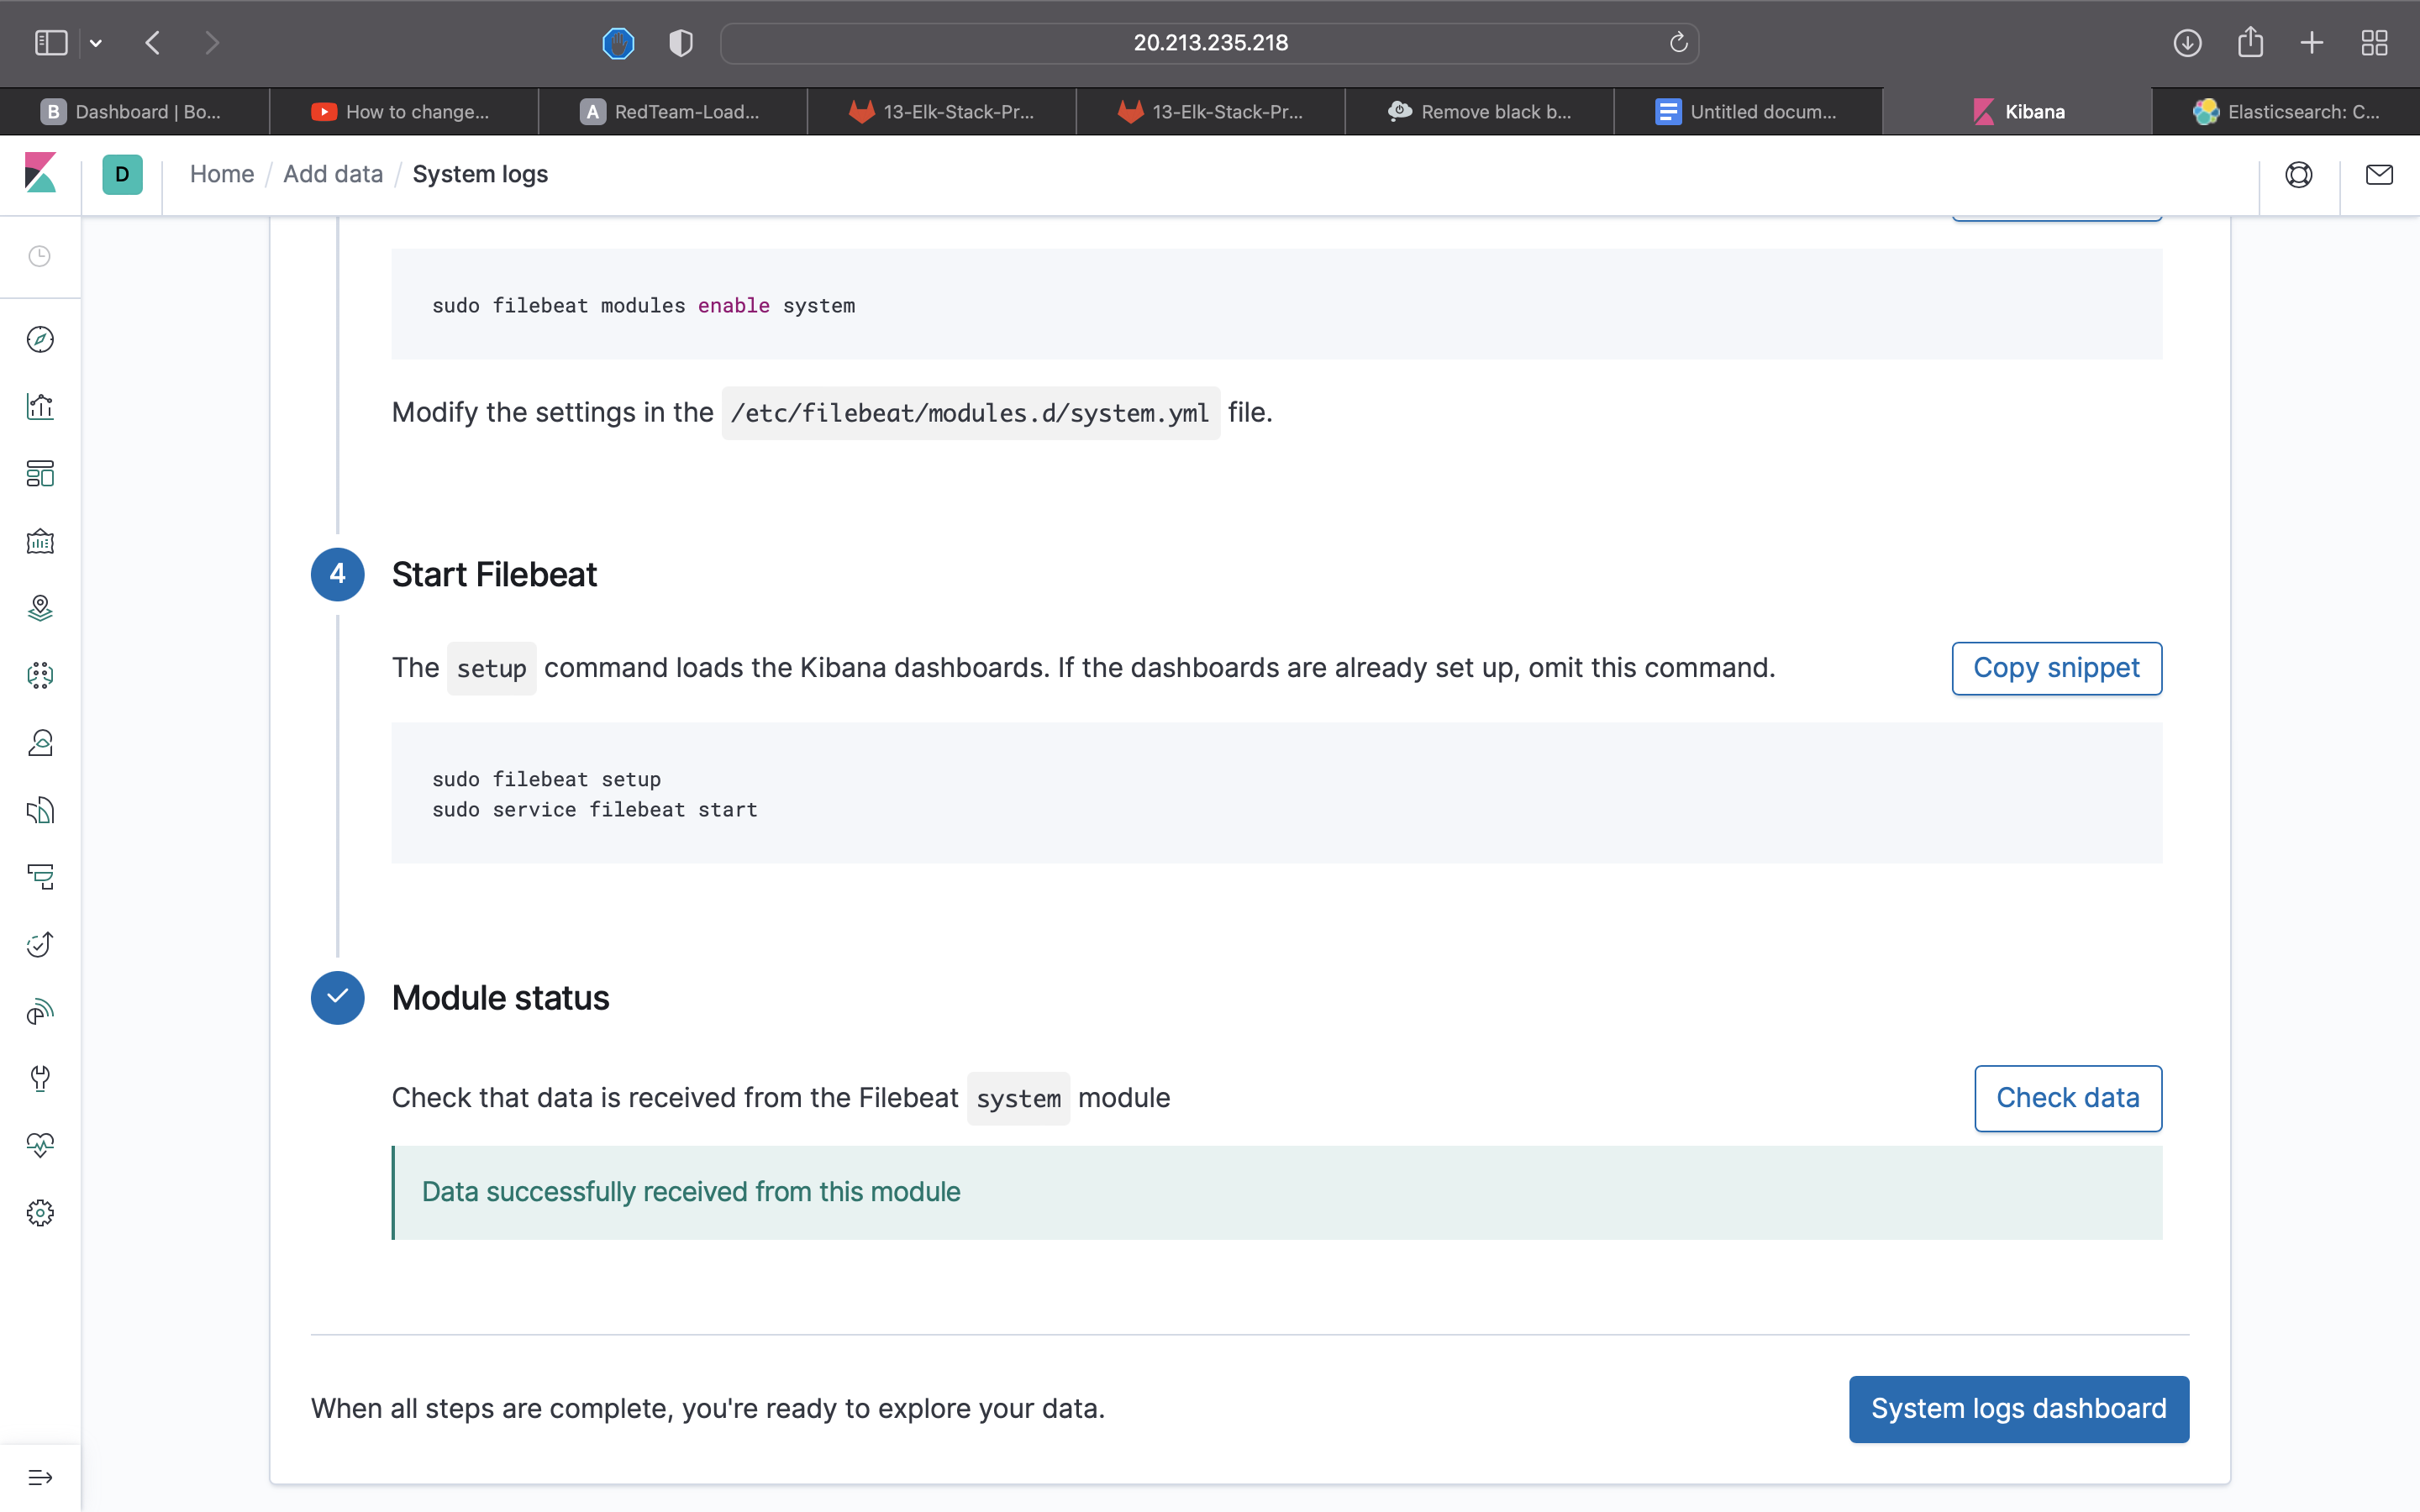 20.213.235.218
B Dashboard | Bo...
How to change...
A RedTeam-Load...
13-Elk-Stack-Pr...
13-Elk-Stack-Pr...
Remove black b...
Untitled docum...
Kibana
Elasticsearch: C...
D Home / Add data / System logs
sudo filebeat modules enable system
Modify the settings in the /etc/filebeat/modules.d/system.yml file.
4 Start Filebeat
The setup command loads the Kibana dashboards. If the dashboards are already set up, omit this command.
Copy snippet
sudo filebeat setup
sudo service filebeat start
Module status
Check that data is received from the Filebeat system module
Check data
Data successfully received from this module
When all steps are complete, you're ready to explore your data.
System logs dashboard